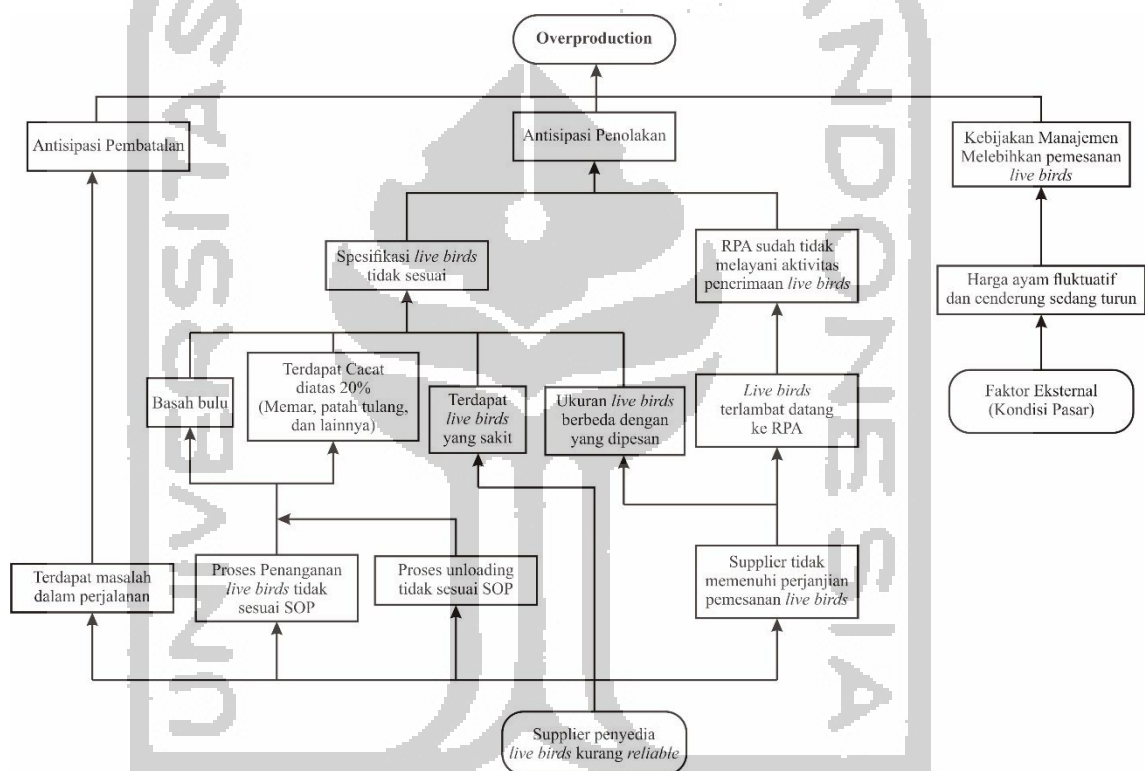 Overproduction
Antisipasi Pembatalan
Antisipasi Penolakan
Kebijakan Manajemen
Melebihkan pemesanan
live birds
Spesifikasi live birds
tidak sesuai
RPA sudah tidak
melayani aktivitas
penerimaan live birds
Harga ayam fluktuatif
dan cenderung sedang turun
Basah bulu
Terdapat Cacat
diatas 20%
(Memar, patah tulang,
dan lainnya)
Terdapat
live birds
yang sakit
Ukuran live birds
berbeda dengan
yang dipesan
Live birds
terlambat datang
ke RPA
Faktor Eksternal
(Kondisi Pasar)
Terdapat masalah
dalam perjalanan
Proses Penanganan
live birds tidak
sesuai SOP
Proses unloading
tidak sesuai SOP
Supplier tidak
memenuhi perjanjian
pemesanan live birds
Supplier penyedia
live birds kurang reliable
UNIVERSITAS
INDONESIA